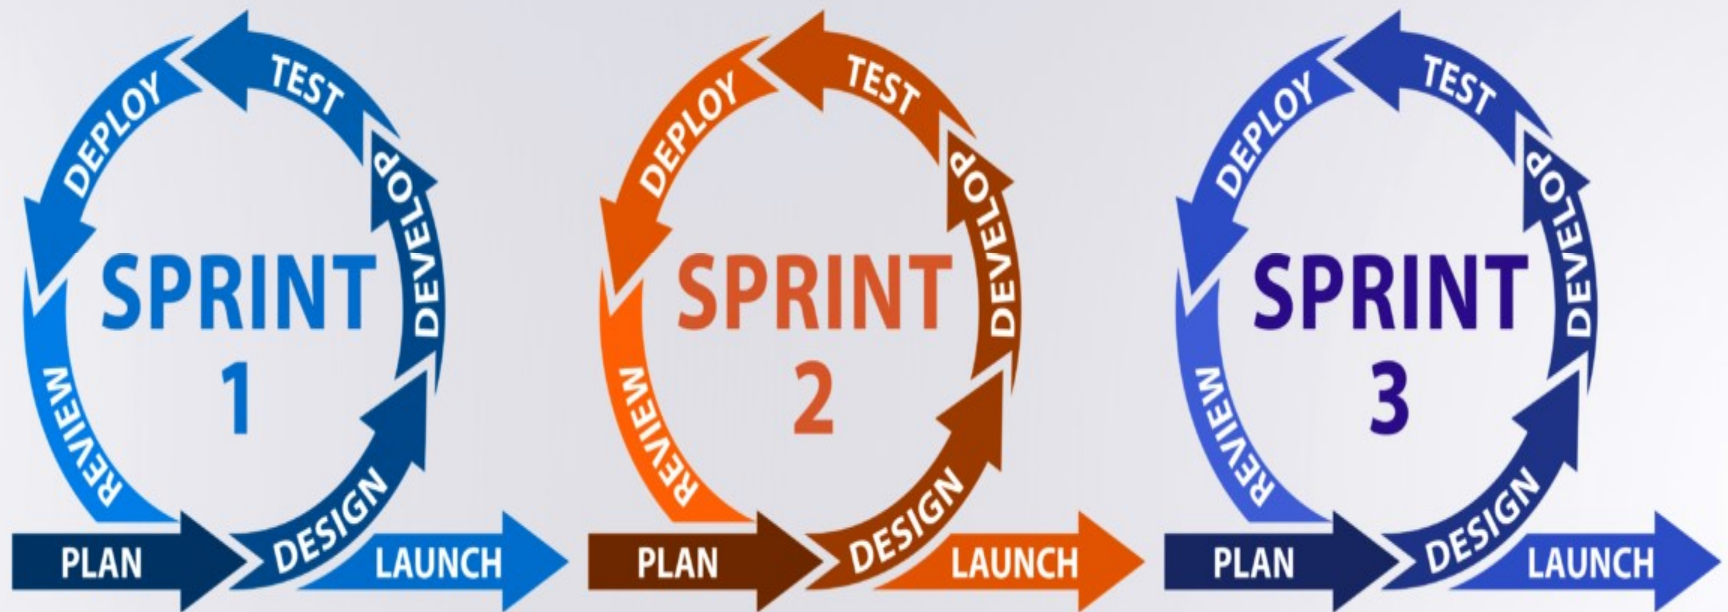 PLAN
DESIGN
DEVELOP
TEST
DEPLOY
REVIEW
LAUNCH
SPRINT
1
PLAN
DESIGN
DEVELOP
TEST
DEPLOY
REVIEW
LAUNCH
SPRINT
2
PLAN
DESIGN
DEVELOP
TEST
DEPLOY
REVIEW
LAUNCH
SPRINT
3